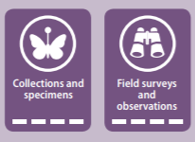 Collections and
specimens
Field surveys
and
observations